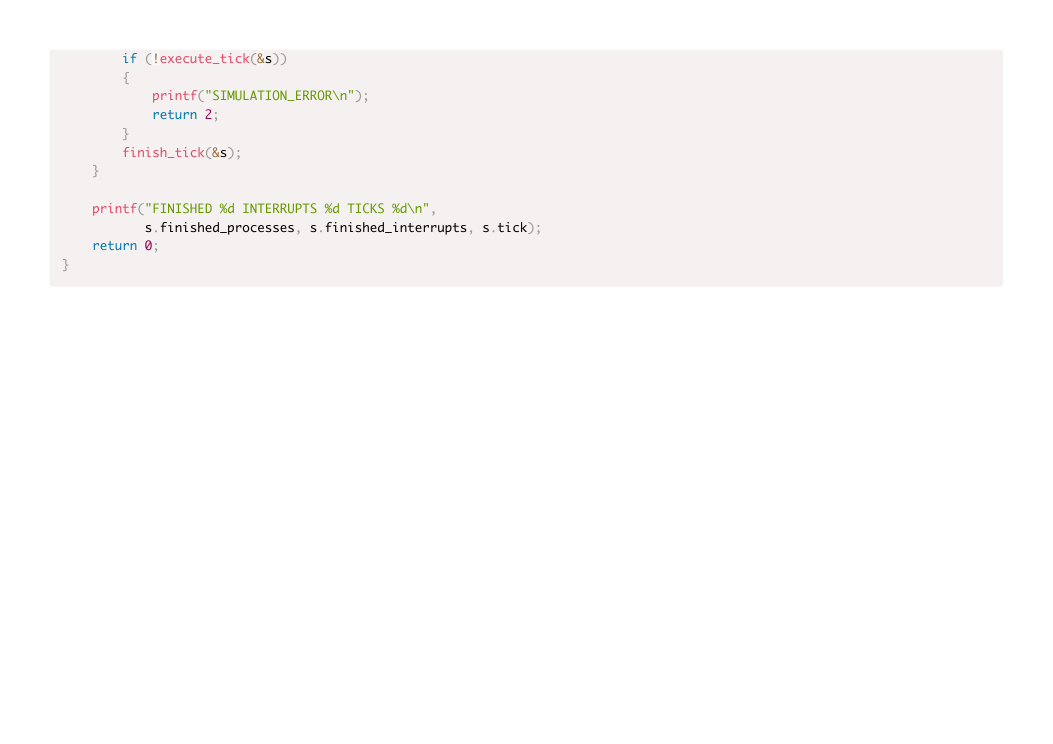 if (!execute_tick(&s))
        {
            printf("SIMULATION_ERROR\n");
            return 2;
        }
        finish_tick(&s);
    }

    printf("FINISHED %d INTERRUPTS %d TICKS %d\n",
           s.finished_processes, s.finished_interrupts, s.tick);
    return 0;
}